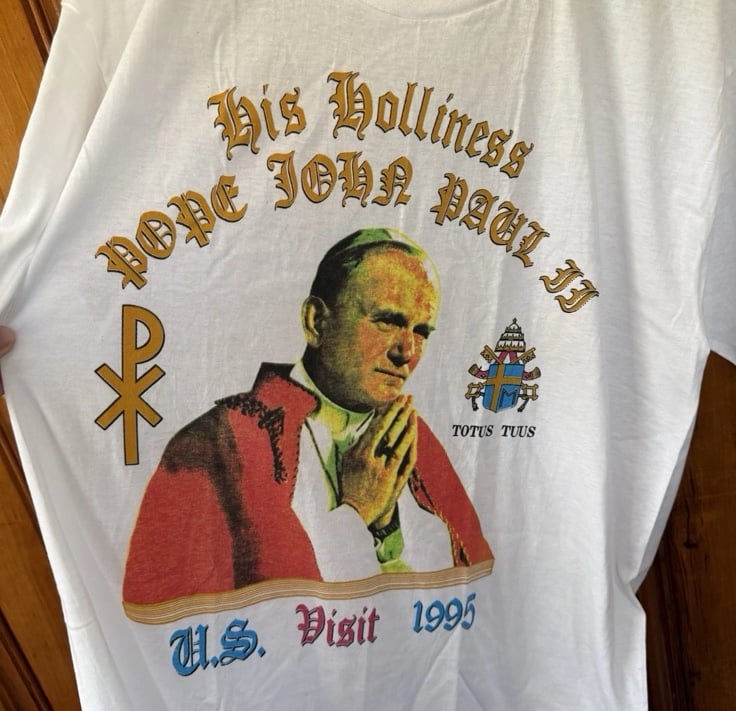 His Holliness
POPE JOHN PAUL II
TOTUS TUUS
U.S. Visit 1995